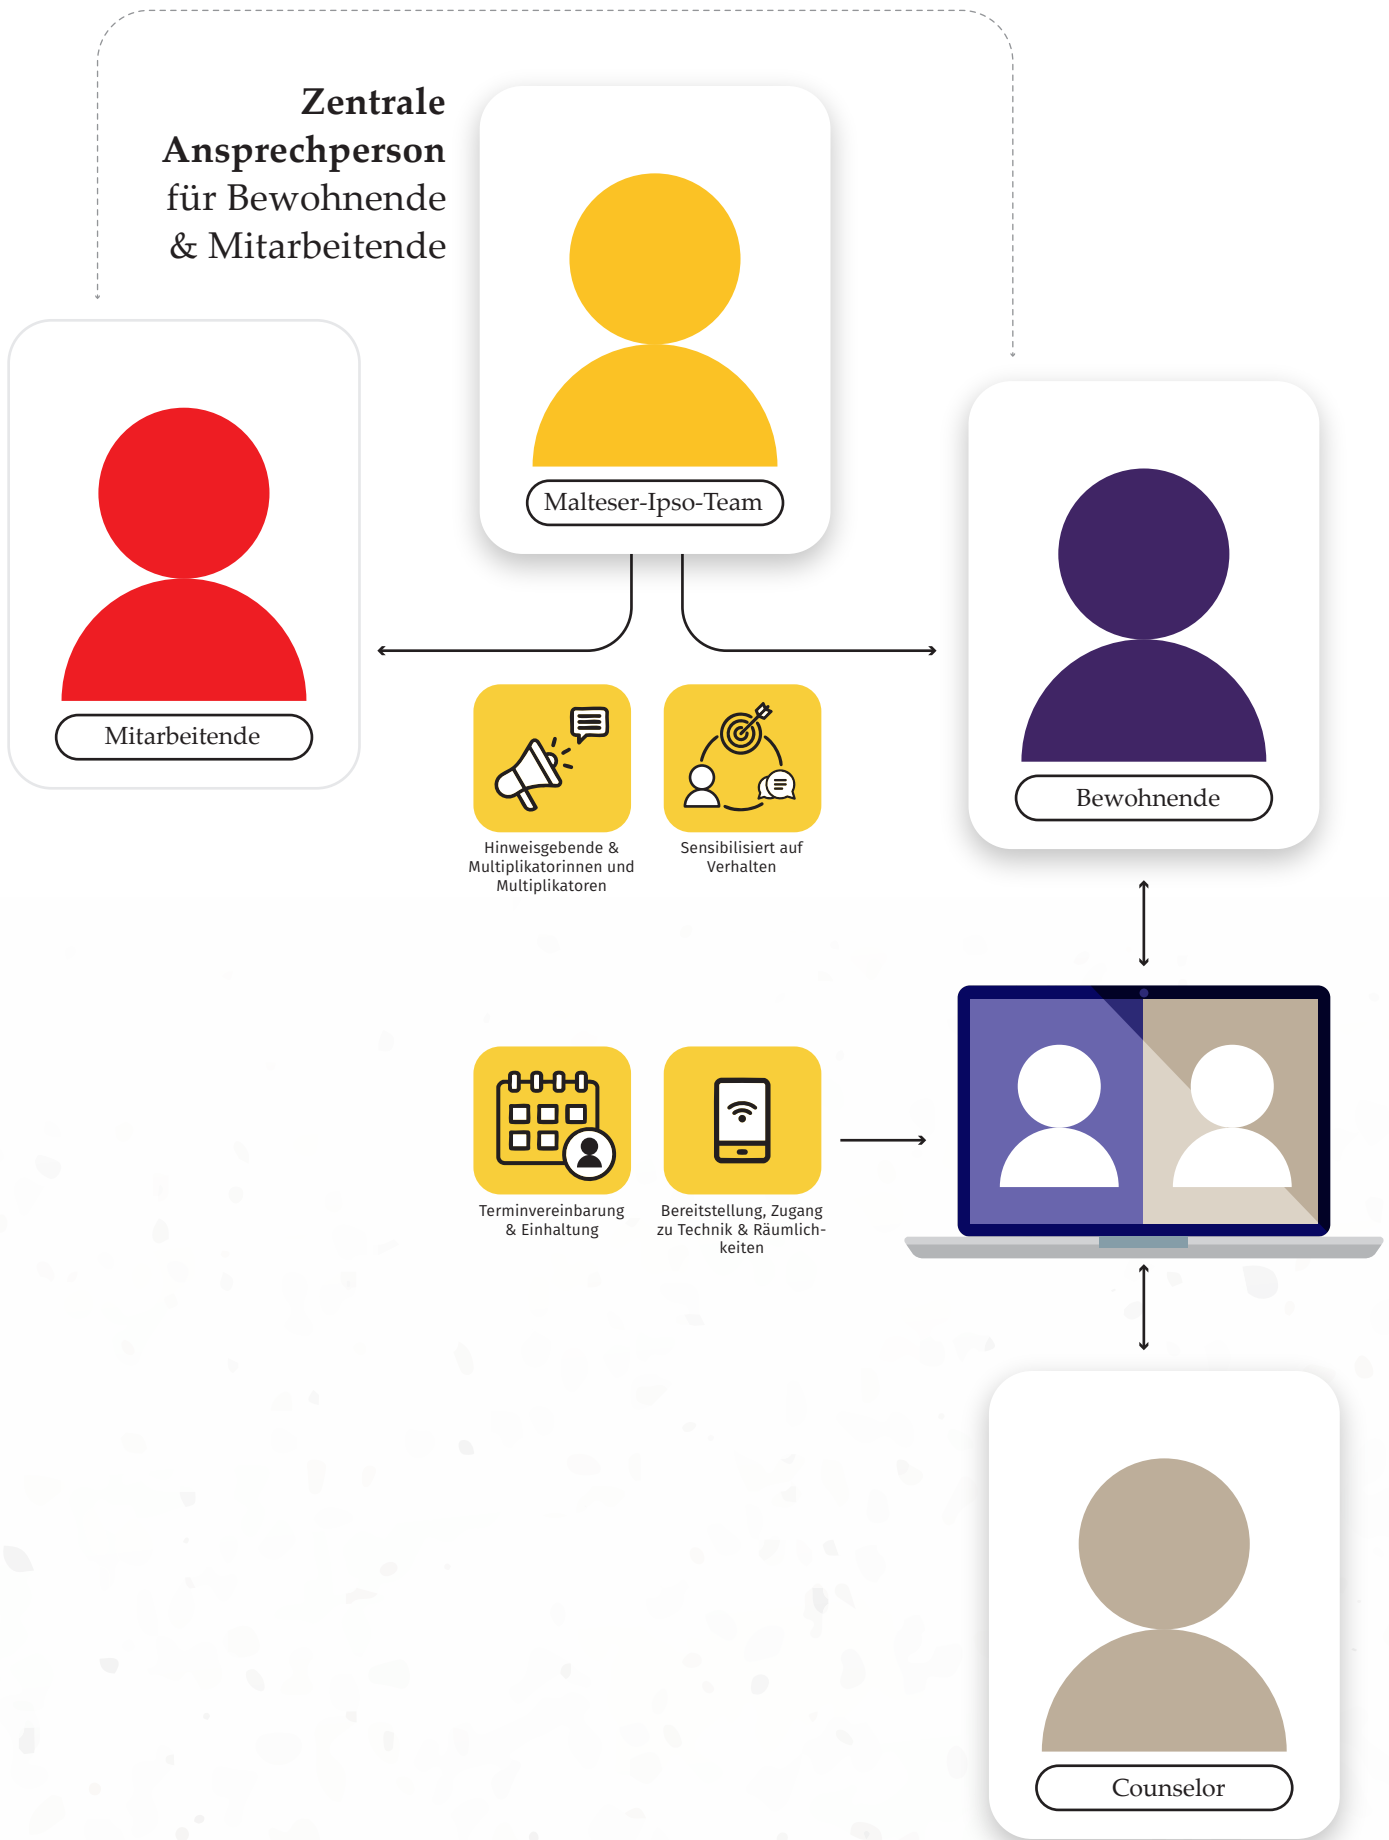 Zentrale
Ansprechperson
für Bewohnende
& Mitarbeitende
Malteser-Ipso-Team
Mitarbeitende
Bewohnende
Hinweisgebende &
Multiplikatorinnen und
Multiplikatoren
Sensibilisiert auf
Verhalten
Terminvereinbarung
& Einhaltung
Bereitstellung, Zugang
zu Technik & Räumlich-
keiten
Counselor